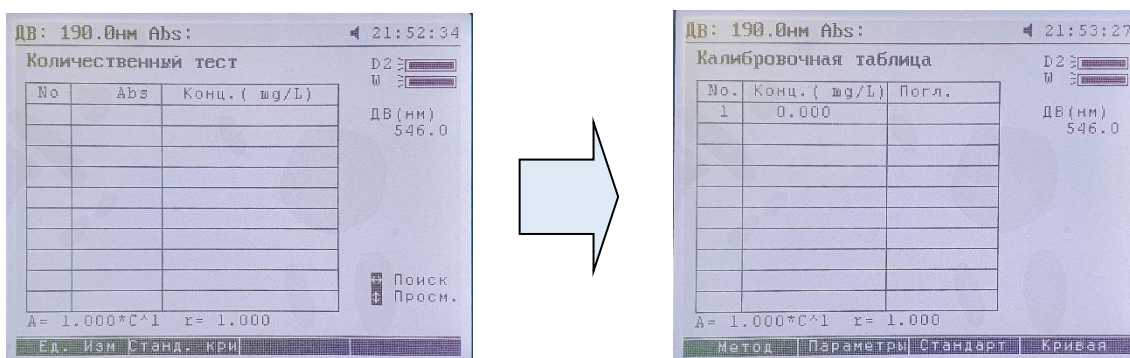 ДВ: 190.0нм Abs: 21:52:34
Количественный тест
D2
W
No Abs Конц.( mg/L)
ДВ(нм)
546.0
Поиск
Просм.
A= 1.000*C^1 r= 1.000
Ед. Изм Станд. кри
ДВ: 190.0нм Abs: 21:53:27
Калибровочная таблица
D2
W
No. Конц.( mg/L) Погл.
1 0.000
ДВ(нм)
546.0
A= 1.000*C^1 r= 1.000
Метод Параметры Стандарт Кривая